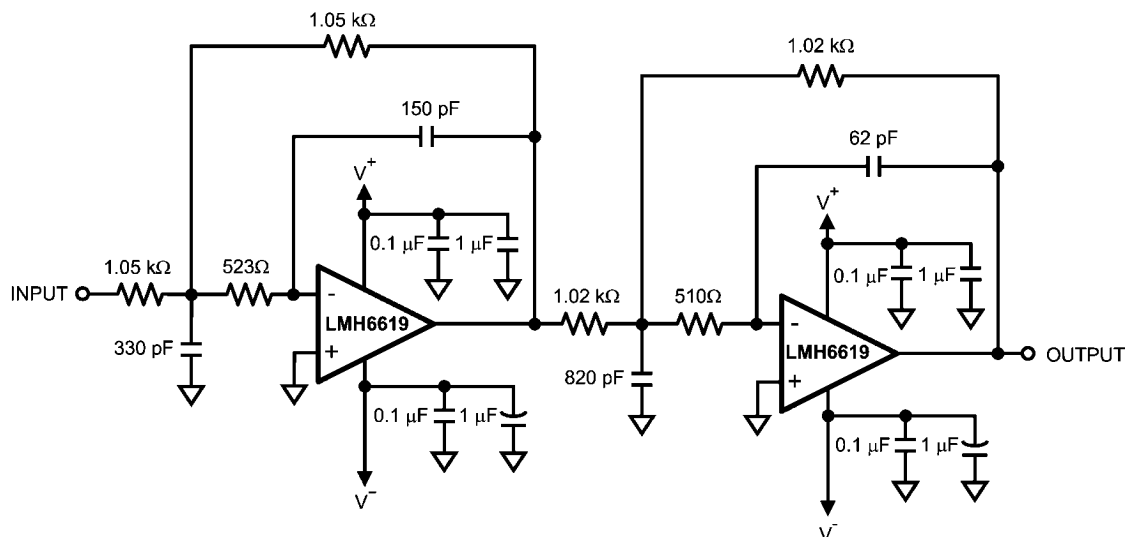 1.05 kΩ
150 pF
V+
0.1 µF
1 µF
1.05 kΩ
523Ω
INPUT
-
LMH6619
+
330 pF
0.1 µF
1 µF
V-
1.02 kΩ
62 pF
V+
0.1 µF
1 µF
1.02 kΩ
510Ω
-
LMH6619
+
OUTPUT
820 pF
0.1 µF
1 µF
V-